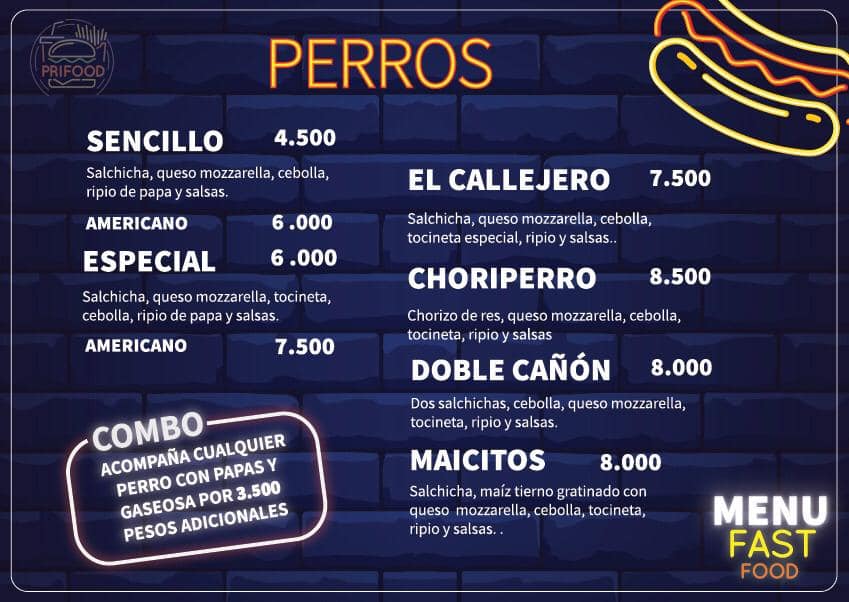 PRIFOOD
PERROS
SENCILLO 4.500
Salchicha, queso mozzarella, cebolla,
ripio de papa y salsas.
AMERICANO 6 .000
ESPECIAL 6 .000
Salchicha, queso mozzarella, tocineta,
cebolla, ripio de papa y salsas.
AMERICANO 7.500
COMBO
ACOMPAÑA CUALQUIER
PERRO CON PAPAS Y
GASEOSA POR 3.500
PESOS ADICIONALES
EL CALLEJERO 7.500
Salchicha, queso mozzarella, cebolla,
tocineta especial, ripio y salsas..
CHORIPERRO 8.500
Chorizo de res, queso mozzarella, cebolla,
tocineta, ripio y salsas
DOBLE CAÑÓN 8.000
Dos salchichas, cebolla, queso mozzarella,
tocineta, ripio y salsas.
MAICITOS 8.000
Salchicha, maíz tierno gratinado con
queso mozzarella, cebolla, tocineta,
ripio y salsas. .
MENU
FAST
FOOD